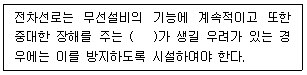 전차선로는 무선설비의 기능에 계속적이고 또한
중대한 장해를 주는 (   )가 생길 우려가 있는 경
우에는 이를 방지하도록 시설하여야 한다.